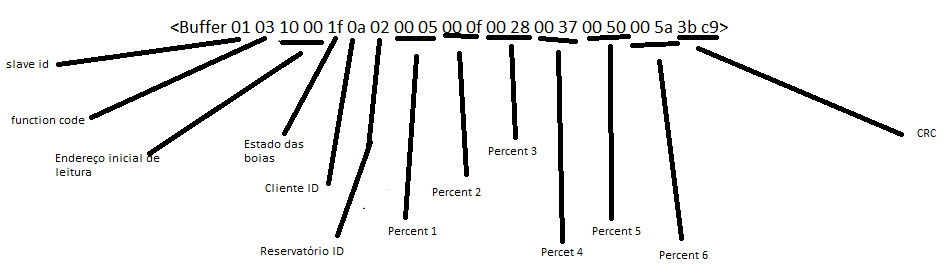 <Buffer 01 03 10 00 1f 0a 02 00 05 00 0f 00 28 00 37 00 50 00 5a 3b c9>
slave id
function code
Endereço inicial de
leitura
Estado das
boias
Cliente ID
Reservatório ID
Percent 1
Percent 2
Percent 3
Percet 4
Percent 5
Percent 6
CRC